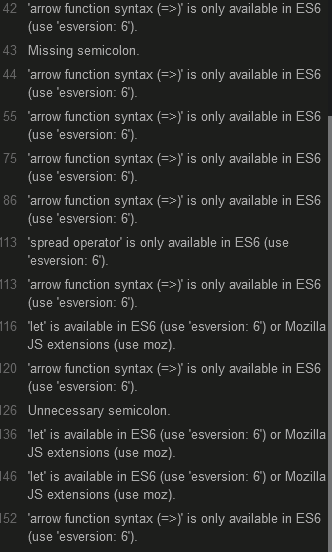 42 'arrow function syntax (=>)' is only available in ES6
(use 'esversion: 6').
43 Missing semicolon.
44 'arrow function syntax (=>)' is only available in ES6
(use 'esversion: 6').
55 'arrow function syntax (=>)' is only available in ES6
(use 'esversion: 6').
75 'arrow function syntax (=>)' is only available in ES6
(use 'esversion: 6').
86 'arrow function syntax (=>)' is only available in ES6
(use 'esversion: 6').
113 'spread operator' is only available in ES6 (use
'esversion: 6').
113 'arrow function syntax (=>)' is only available in ES6
(use 'esversion: 6').
116 'let' is available in ES6 (use 'esversion: 6') or Mozilla
JS extensions (use moz).
120 'arrow function syntax (=>)' is only available in ES6
(use 'esversion: 6').
126 Unnecessary semicolon.
136 'let' is available in ES6 (use 'esversion: 6') or Mozilla
JS extensions (use moz).
146 'let' is available in ES6 (use 'esversion: 6') or Mozilla
JS extensions (use moz).
152 'arrow function syntax (=>)' is only available in ES6
(use 'esversion: 6').